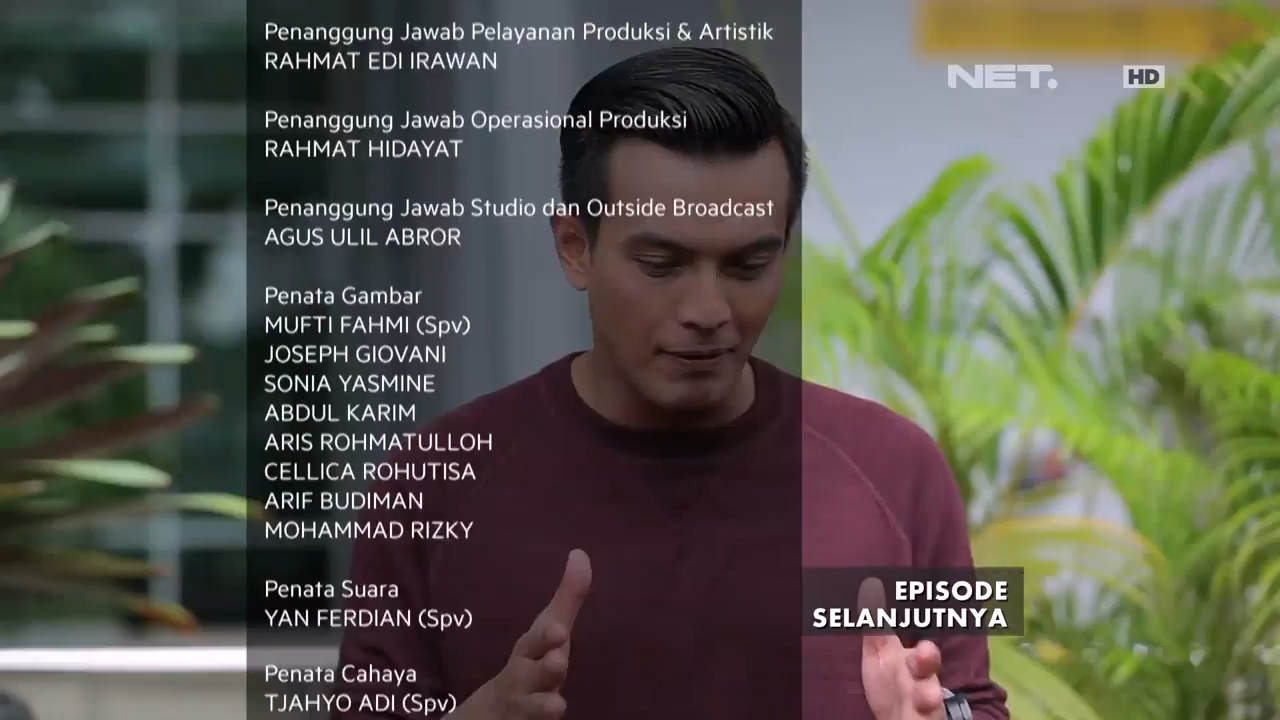 Penanggung Jawab Pelayanan Produksi & Artistik
RAHMAT EDI IRAWAN
Penanggung Jawab Operasional Produksi
RAHMAT HIDAYAT
Penanggung Jawab Studio dan Outside Broadcast
AGUS ULIL ABROR
Penata Gambar
MUFTI FAHMI (Spv)
JOSEPH GIOVANI
SONIA YASMINE
ABDUL KARIM
ARIS ROHMATULLOH
CELLICA ROHUTISA
ARIF BUDIMAN
MOHAMMAD RIZKY
Penata Suara
YAN FERDIAN (Spv)
Penata Cahaya
TJAHYO ADI (Spv)
NET.
HD
EPISODE
SELANJUTNYA